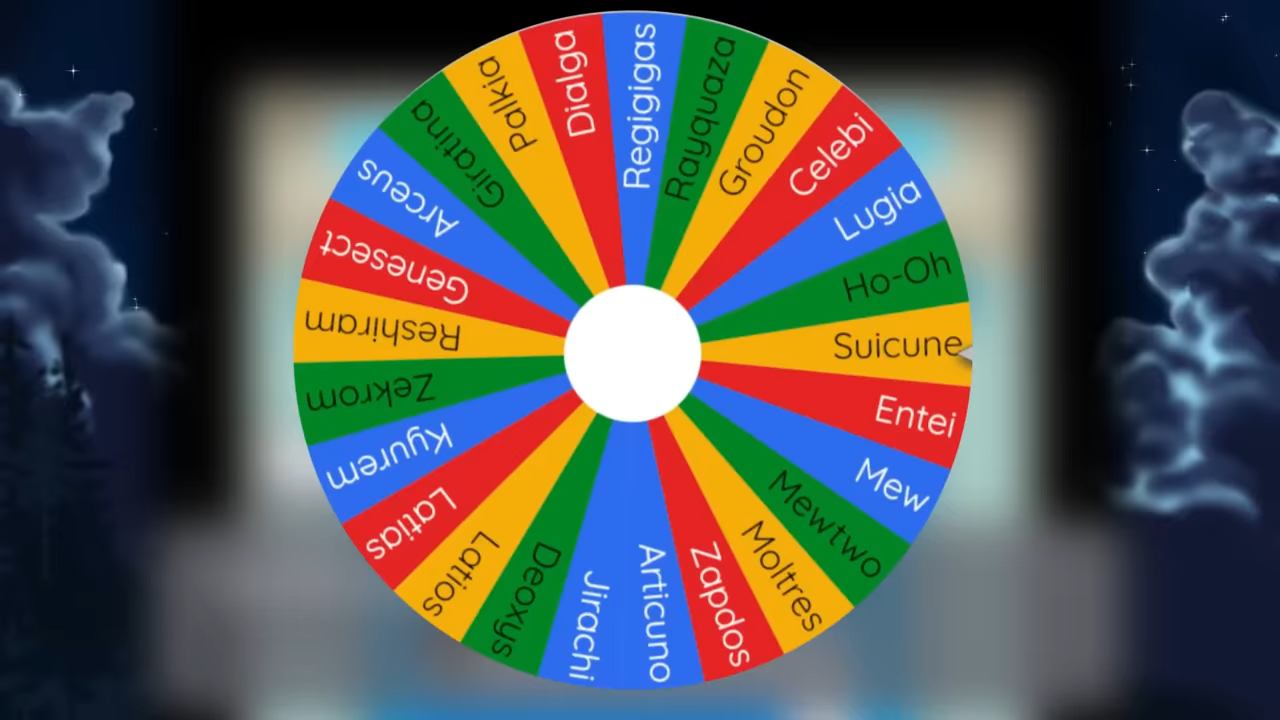 Regigigas
Rayquaza
Groudon
Celebi
Lugia
Ho-Oh
Suicune
Entei
Mew
Mewtwo
Moltres
Zapdos
Articuno
Jirachi
Deoxys
Latios
Latias
Kyurem
Zekrom
Reshiram
Genesect
Arceus
Giratina
Palkia
Dialga